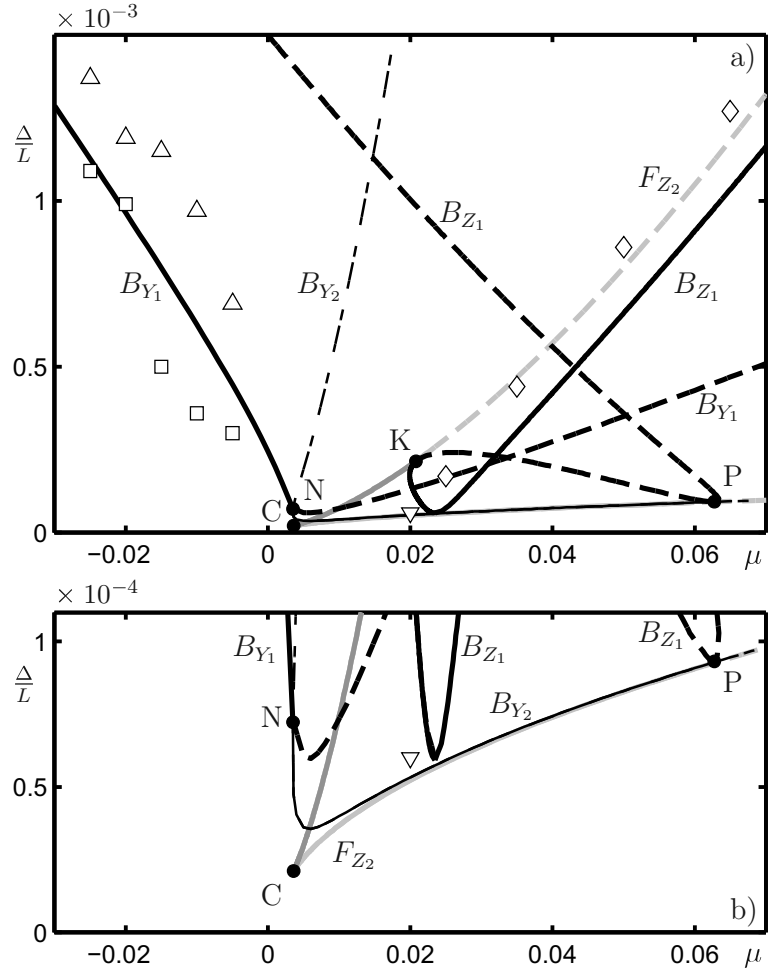 × 10⁻³
a)
Δ/L
1
0.5
0
B_{Y_1}
B_{Y_2}
B_{Z_1}
F_{Z_2}
B_{Z_1}
B_{Y_1}
K
N
C
P
−0.02
0
0.02
0.04
0.06
μ
× 10⁻⁴
Δ/L
1
0.5
0
B_{Y_1}
B_{Z_1}
B_{Z_1}
N
B_{Y_2}
P
F_{Z_2}
C
b)
−0.02
0
0.02
0.04
0.06
μ